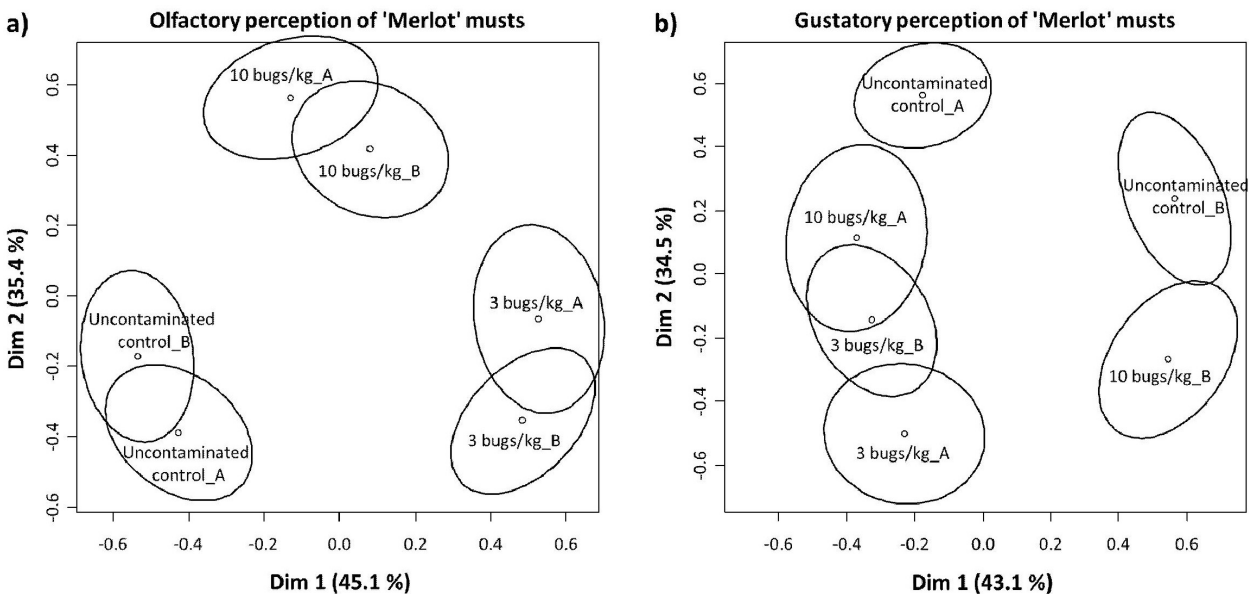 a)
Olfactory perception of 'Merlot' musts
Dim 2 (35.4 %)
0.6
0.4
0.2
0.0
-0.2
-0.4
-0.6
10 bugs/kg_A
10 bugs/kg_B
3 bugs/kg_A
Uncontaminated
control_B
3 bugs/kg_B
Uncontaminated
control_A
-0.6 -0.4 -0.2 0.0 0.2 0.4 0.6
Dim 1 (45.1 %)
b)
Gustatory perception of 'Merlot' musts
Dim 2 (34.5 %)
0.6
0.4
0.2
0.0
-0.2
-0.4
-0.6
Uncontaminated
control_A
Uncontaminated
control_B
10 bugs/kg_A
3 bugs/kg_B
10 bugs/kg_B
3 bugs/kg_A
-0.6 -0.4 -0.2 0.0 0.2 0.4 0.6
Dim 1 (43.1 %)